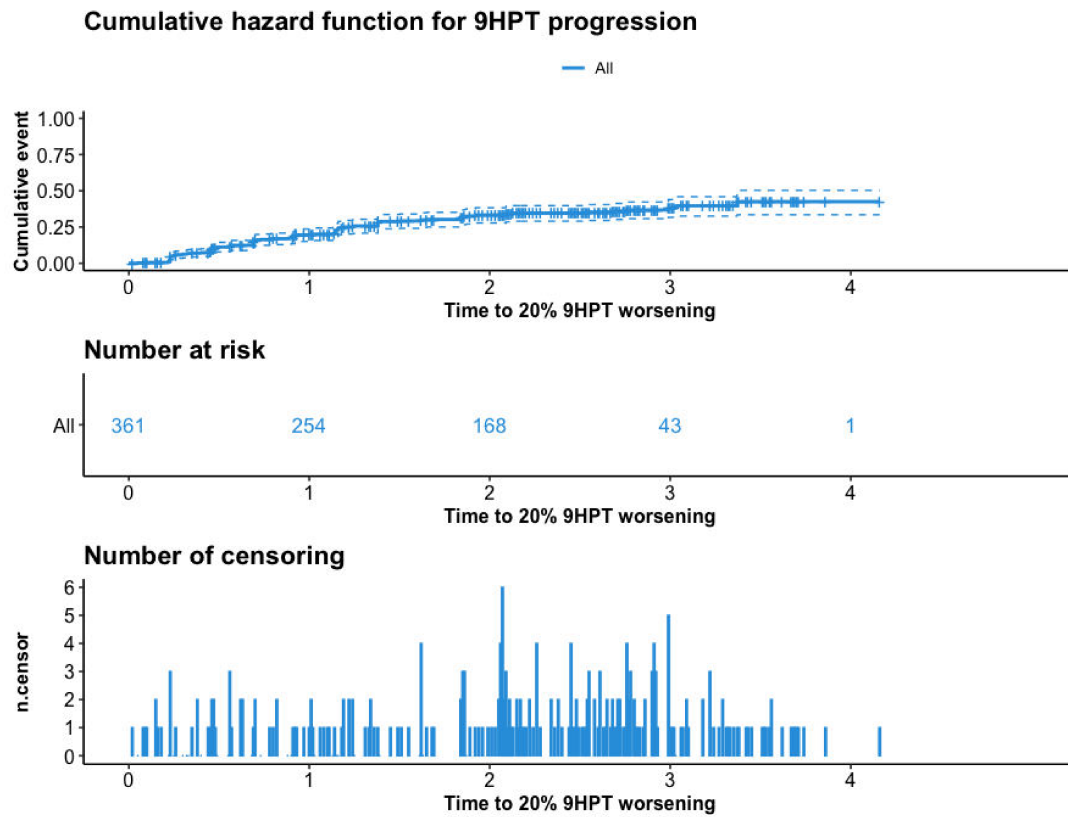 Cumulative hazard function for 9HPT progression
All
Cumulative event
1.00
0.75
0.50
0.25
0.00
0 1 2 3 4
Time to 20% 9HPT worsening
Number at risk
All 361 254 168 43 1
0 1 2 3 4
Time to 20% 9HPT worsening
Number of censoring
n.censor
6
5
4
3
2
1
0
0 1 2 3 4
Time to 20% 9HPT worsening